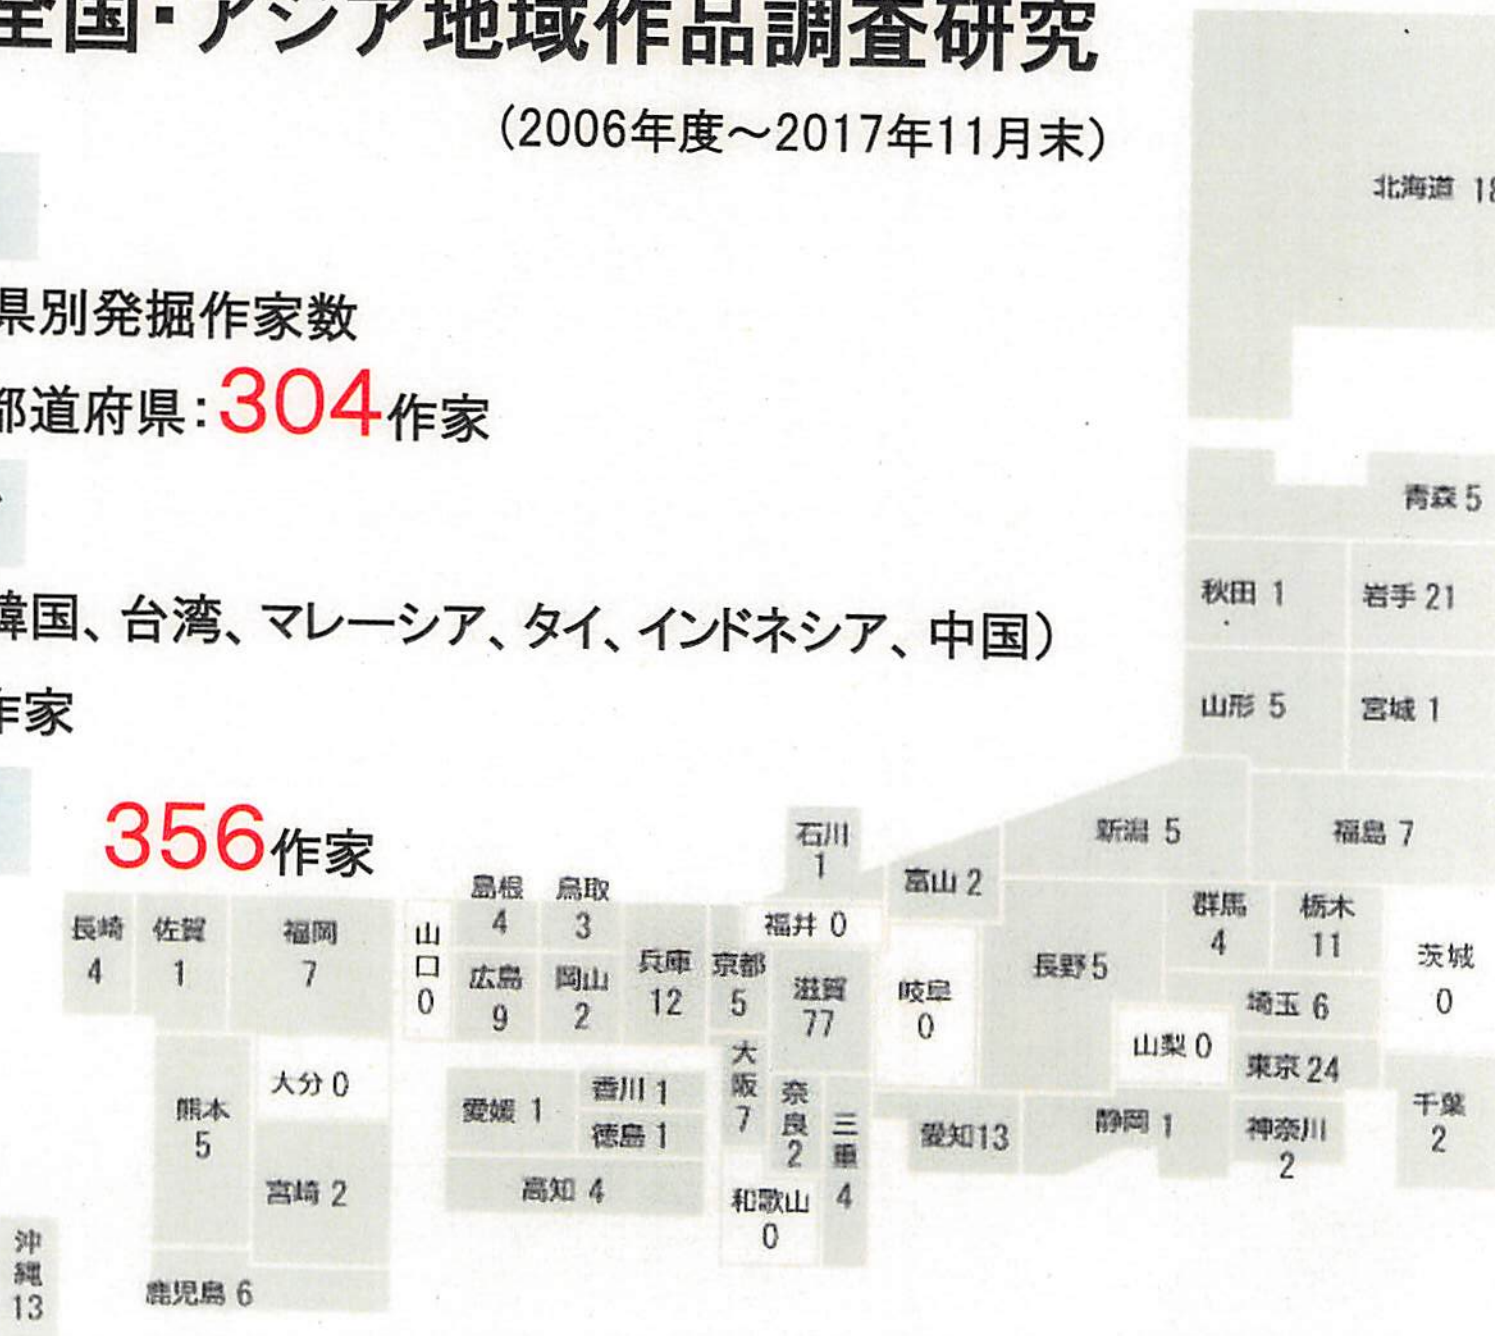 全国・アジア地域作品調査研究
（2006年度～2017年11月末）
県別発掘作家数
都道府県：304作家
韓国、台湾、マレーシア、タイ、インドネシア、中国）
作家
356作家
北海道 18
青森 5
秋田 1
岩手 21
山形 5
宮城 1
新潟 5
福島 7
石川
1
富山 2
福井 0
群馬
4
栃木
11
茨城
0
長野 5
埼玉 6
山梨 0
東京 24
千葉
2
神奈川
2
静岡 1
愛知 13
岐阜
0
滋賀
77
京都
5
兵庫
12
大
阪
7
奈
良
2
三
重
4
和歌山
0
鳥取
3
島根
4
岡山
2
広島
9
山
口
0
香川 1
愛媛 1
徳島 1
高知 4
福岡
7
佐賀
1
長崎
4
大分 0
熊本
5
宮崎 2
鹿児島 6
沖
縄
13